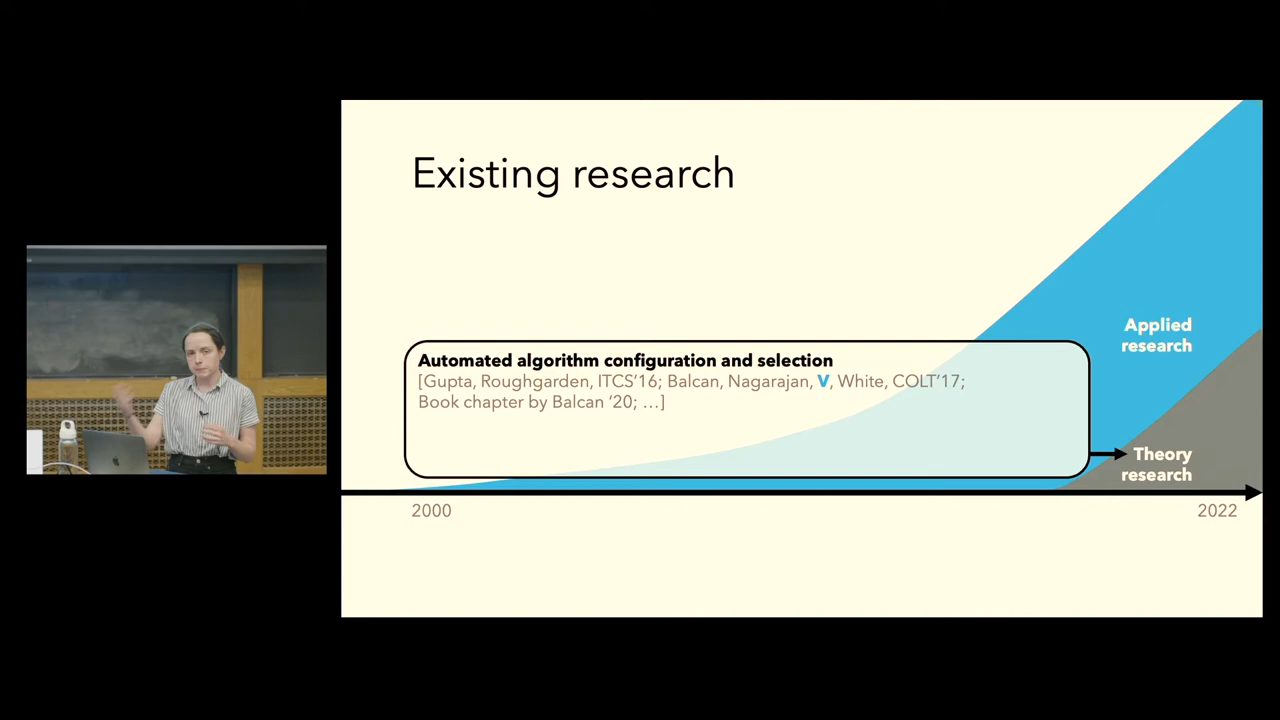 Existing research
Applied
research
Automated algorithm configuration and selection
[Gupta, Roughgarden, ITCS’16; Balcan, Nagarajan, V, White, COLT’17;
Book chapter by Balcan ‘20; …]
Theory
research
2000
2022